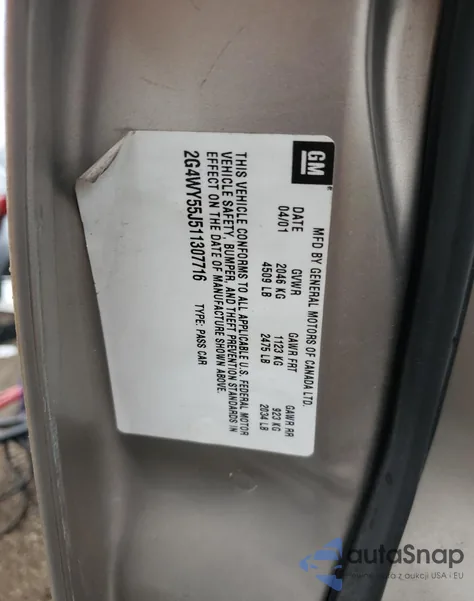 GM
MFD BY GENERAL MOTORS OF CANADA LTD.
DATE GVWR GAWR FRT GAWR RR
04/01 2046 KG 1123 KG 923 KG
4509 LB 2475 LB 2034 LB
THIS VEHICLE CONFORMS TO ALL APPLICABLE U.S. FEDERAL MOTOR
VEHICLE SAFETY, BUMPER, AND THEFT PREVENTION STANDARDS IN
EFFECT ON THE DATE OF MANUFACTURE SHOWN ABOVE.
2G4WY55J511307716 TYPE: PASS CAR
autaSnap
z aukcji USA i EU